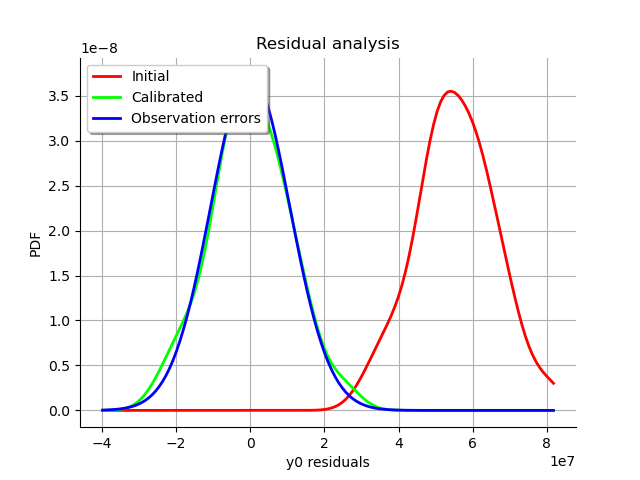 Residual analysis
1e−8
Initial
Calibrated
Observation errors
3.5
3.0
2.5
2.0
1.5
1.0
0.5
0.0
PDF
−4 −2 0 2 4 6 8
y0 residuals
1e7